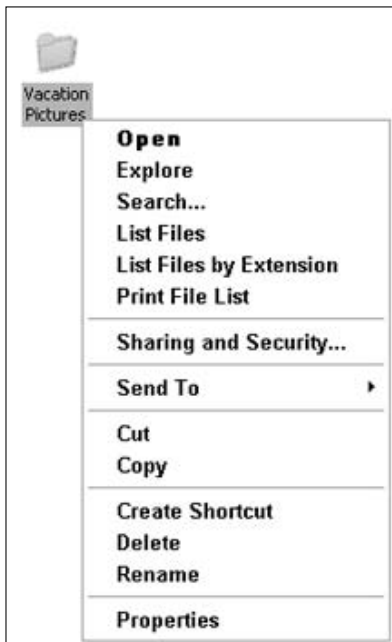 Vacation
Pictures
Open
Explore
Search...
List Files
List Files by Extension
Print File List
Sharing and Security...
Send To
Cut
Copy
Create Shortcut
Delete
Rename
Properties